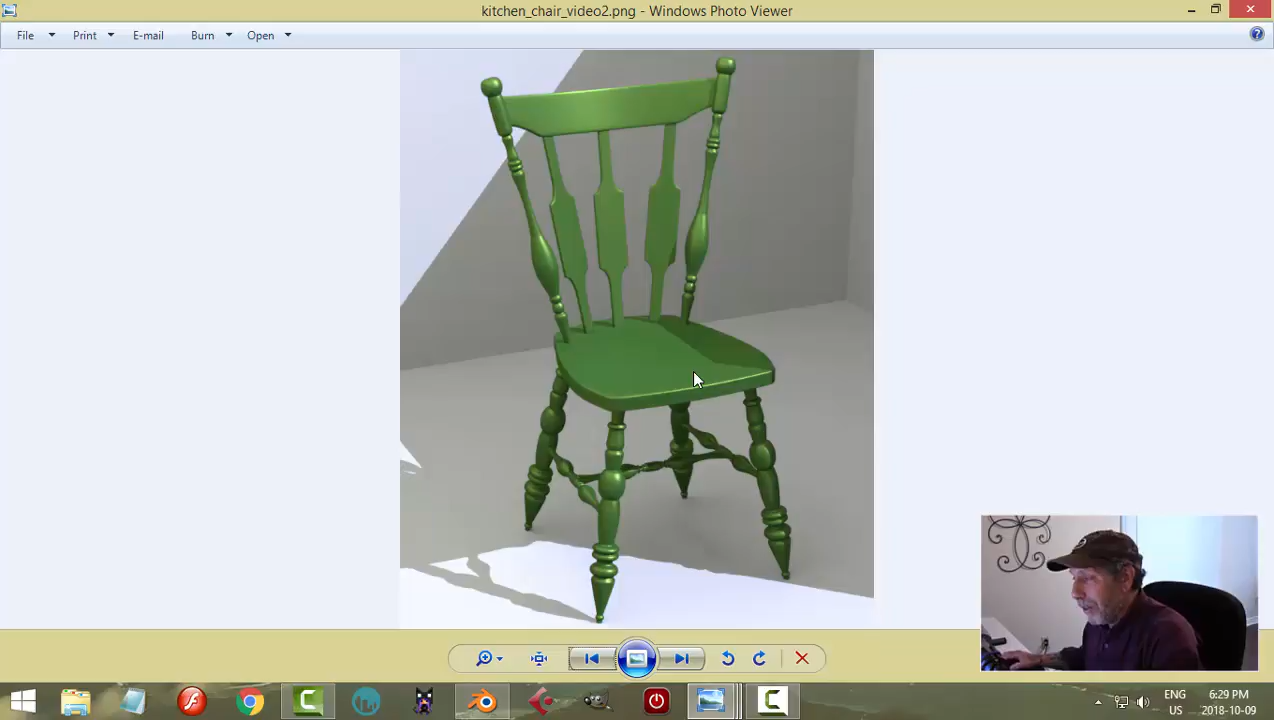 kitchen_chair_video2.png - Windows Photo Viewer
File Print E-mail Burn Open
ENG 6:29 PM
US 2018-10-09